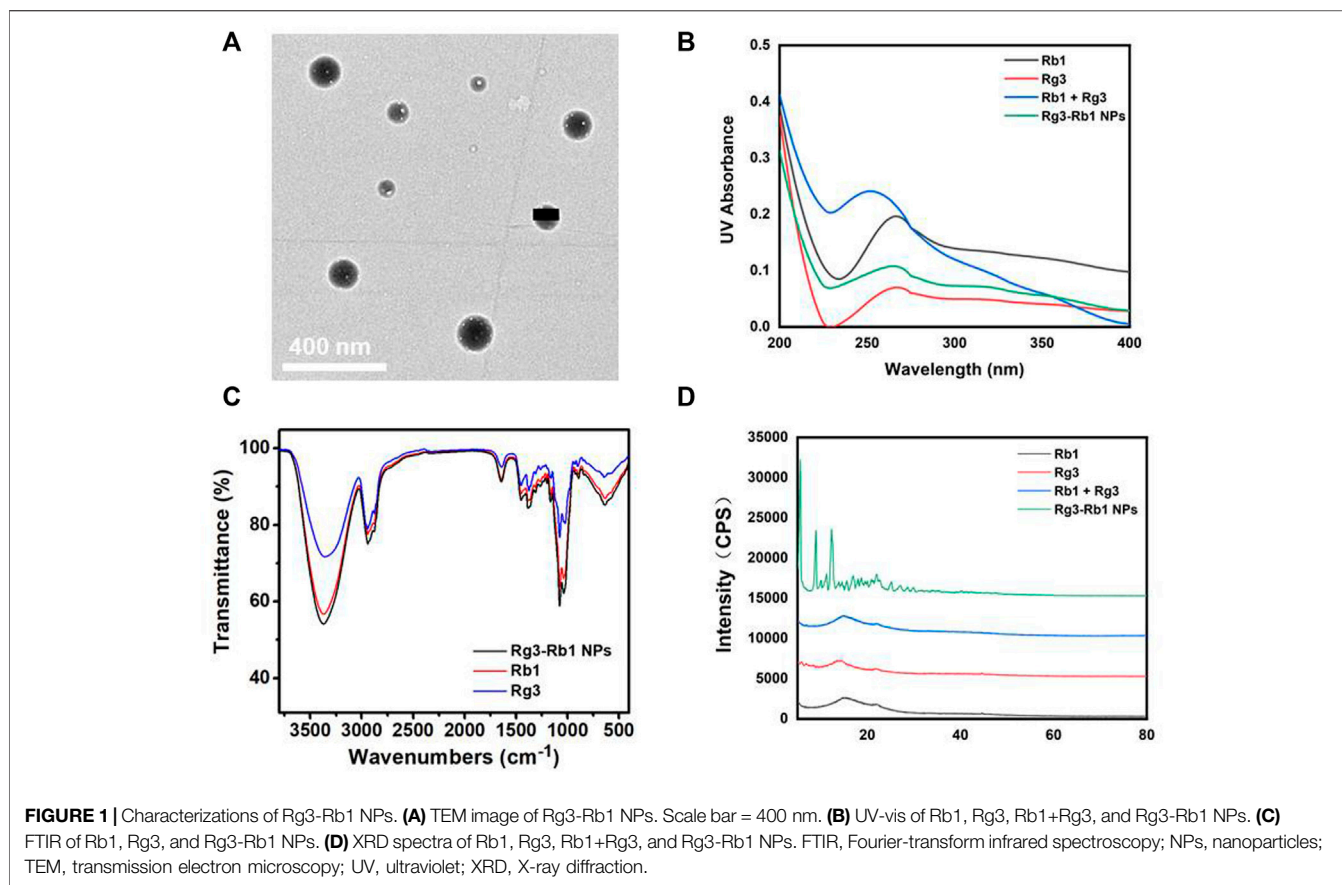 A
400 nm
B
0.5
0.4
0.3
0.2
0.1
0.0
UV Absorbance
200 250 300 350 400
Wavelength (nm)
Rb1
Rg3
Rb1 + Rg3
Rg3-Rb1 NPs
C
100
80
60
40
Transmittance (%)
3500 3000 2500 2000 1500 1000 500
Wavenumbers (cm⁻¹)
Rg3-Rb1 NPs
Rb1
Rg3
D
35000
30000
25000
20000
15000
10000
5000
0
Intensity（CPS）
20 40 60 80
Rb1
Rg3
Rb1 + Rg3
Rg3-Rb1 NPs
FIGURE 1 | Characterizations of Rg3-Rb1 NPs. (A) TEM image of Rg3-Rb1 NPs. Scale bar = 400 nm. (B) UV-vis of Rb1, Rg3, Rb1+Rg3, and Rg3-Rb1 NPs. (C)
FTIR of Rb1, Rg3, and Rg3-Rb1 NPs. (D) XRD spectra of Rb1, Rg3, Rb1+Rg3, and Rg3-Rb1 NPs. FTIR, Fourier-transform infrared spectroscopy; NPs, nanoparticles;
TEM, transmission electron microscopy; UV, ultraviolet; XRD, X-ray diffraction.